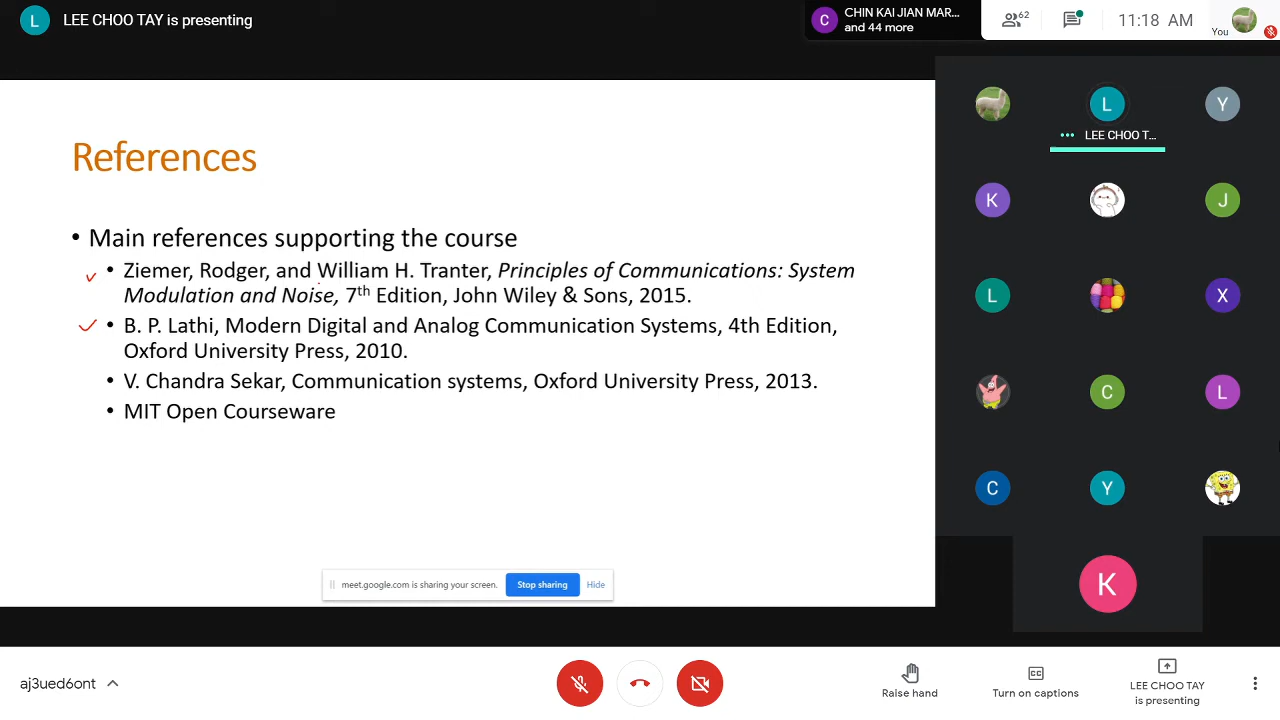 L LEE CHOO TAY is presenting
C CHIN KAI JIAN MAR...
and 44 more
62
11:18 AM
You
References
• Main references supporting the course
• Ziemer, Rodger, and William H. Tranter, Principles of Communications: System
Modulation and Noise, 7th Edition, John Wiley & Sons, 2015.
• B. P. Lathi, Modern Digital and Analog Communication Systems, 4th Edition,
Oxford University Press, 2010.
• V. Chandra Sekar, Communication systems, Oxford University Press, 2013.
• MIT Open Courseware
meet.google.com is sharing your screen. Stop sharing Hide
L Y
LEE CHOO T...
K J
L X
C L
C Y
K
aj3ued6ont
Raise hand
CC
Turn on captions
LEE CHOO TAY
is presenting